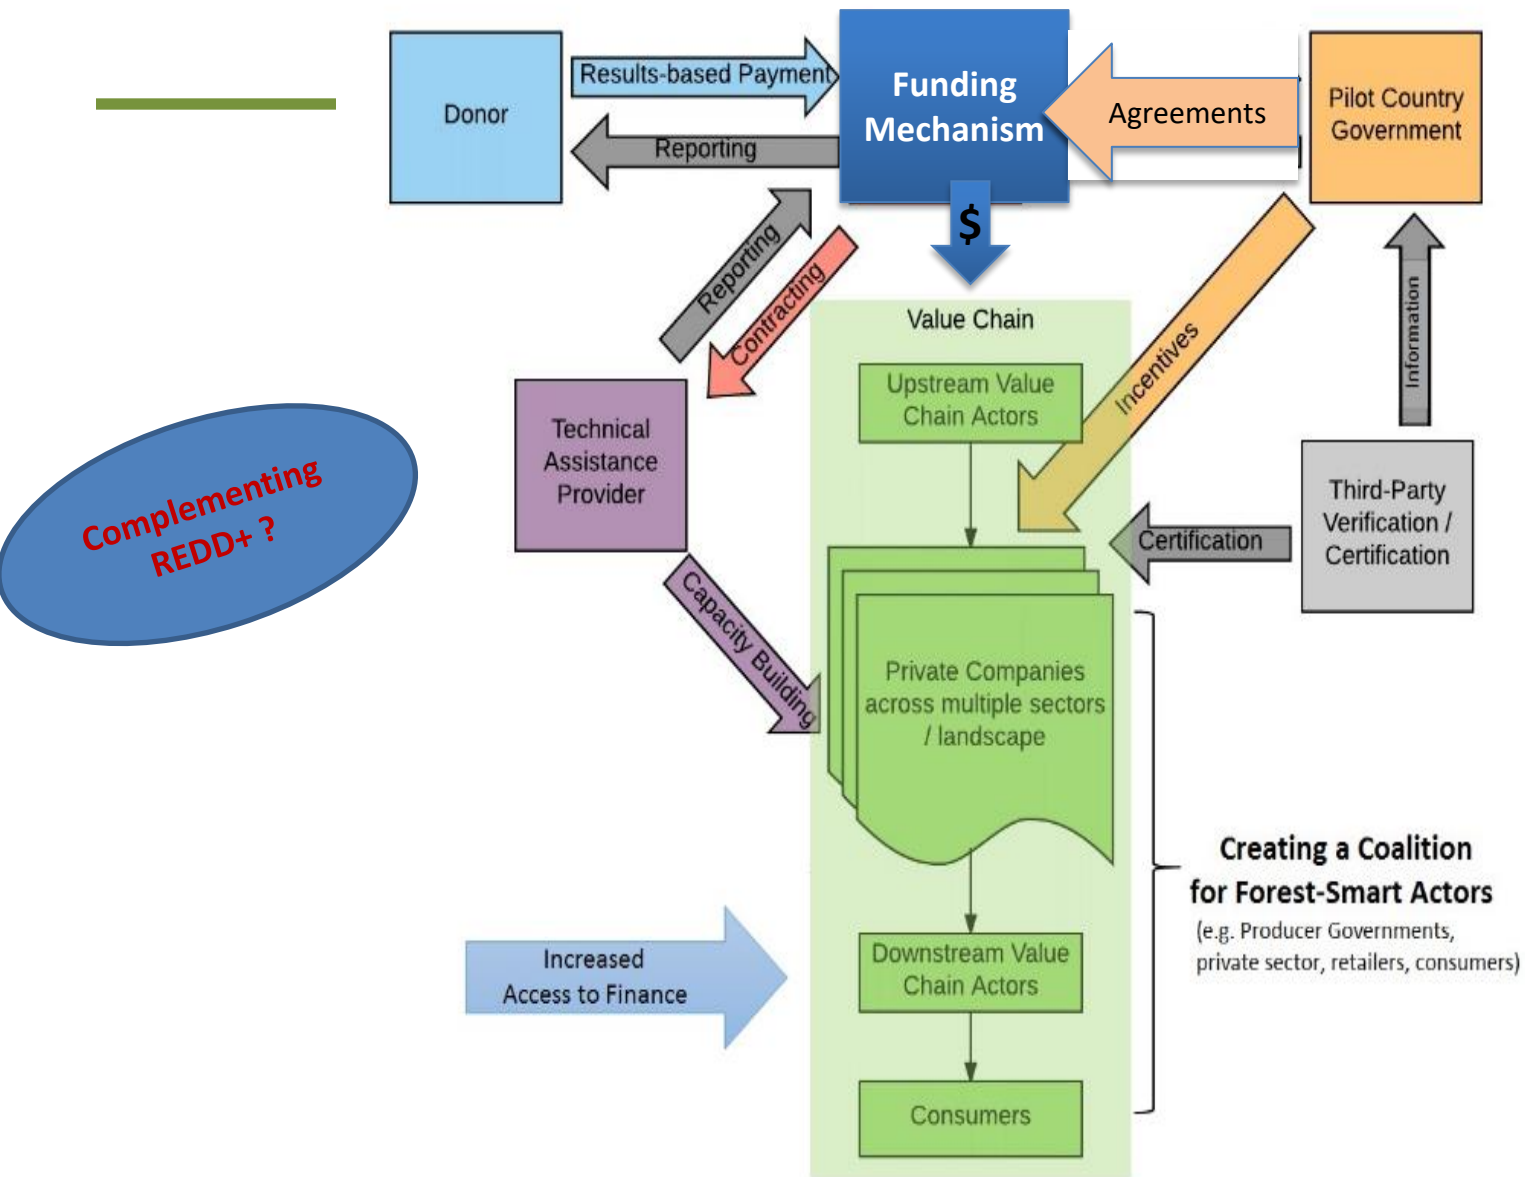 Donor
Results-based Payment
Reporting
Funding
Mechanism
Agreements
Pilot Country
Government
$
Reporting
Contracting
Incentives
Information
Value Chain
Upstream Value
Chain Actors
Technical
Assistance
Provider
Complementing
REDD+ ?
Third-Party
Verification /
Certification
Certification
Capacity Building
Private Companies
across multiple sectors
/ landscape
Creating a Coalition
for Forest-Smart Actors
(e.g. Producer Governments,
private sector, retailers, consumers)
Increased
Access to Finance
Downstream Value
Chain Actors
Consumers